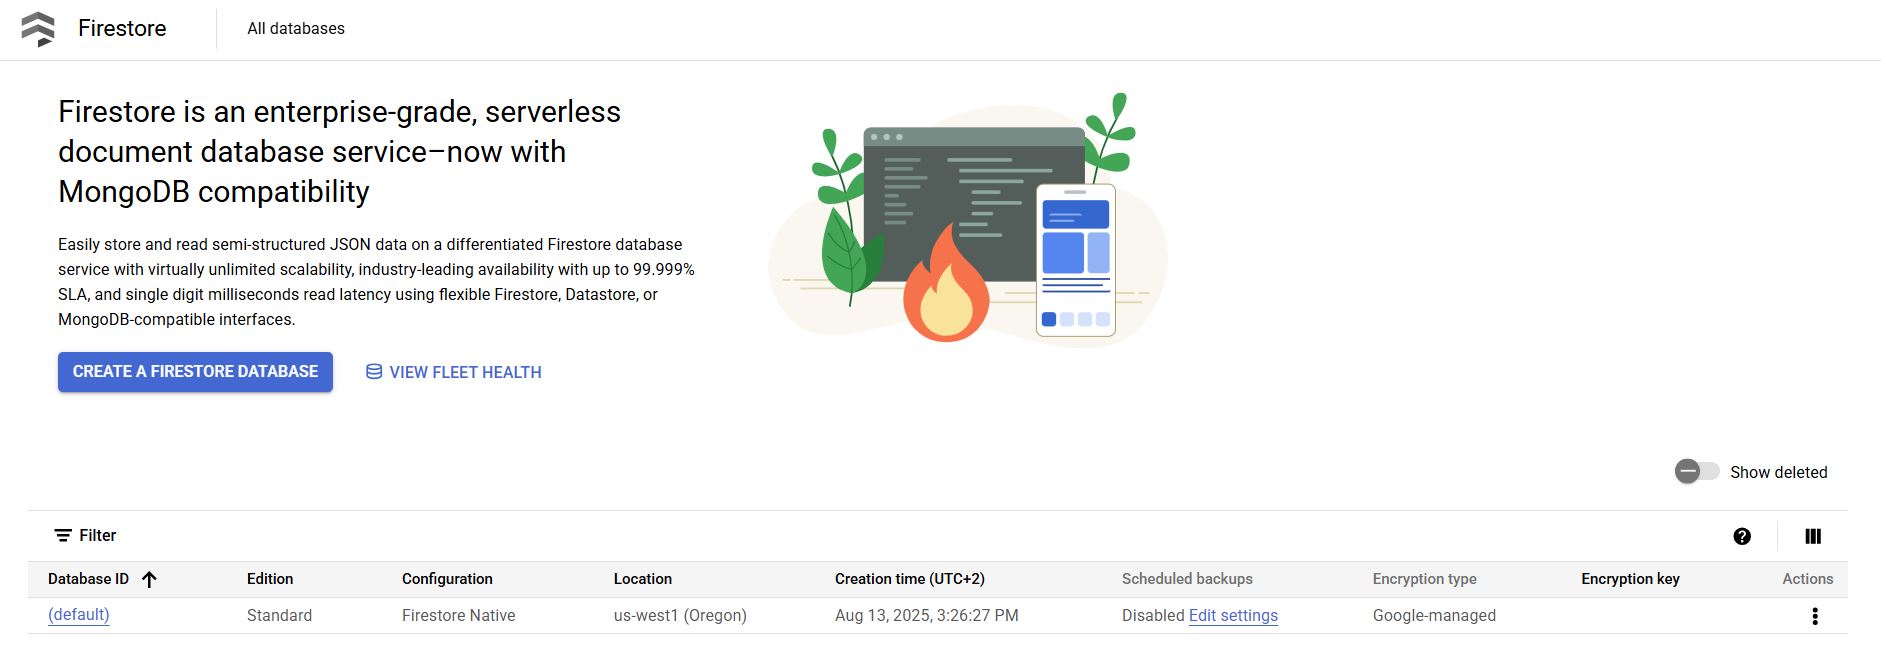 Firestore
All databases
Firestore is an enterprise-grade, serverless
document database service–now with
MongoDB compatibility
Easily store and read semi-structured JSON data on a differentiated Firestore database
service with virtually unlimited scalability, industry-leading availability with up to 99.999%
SLA, and single digit milliseconds read latency using flexible Firestore, Datastore, or
MongoDB-compatible interfaces.
CREATE A FIRESTORE DATABASE
VIEW FLEET HEALTH
Show deleted
Filter
Database ID Edition Configuration Location Creation time (UTC+2) Scheduled backups Encryption type Encryption key Actions
(default) Standard Firestore Native us-west1 (Oregon) Aug 13, 2025, 3:26:27 PM Disabled Edit settings Google-managed